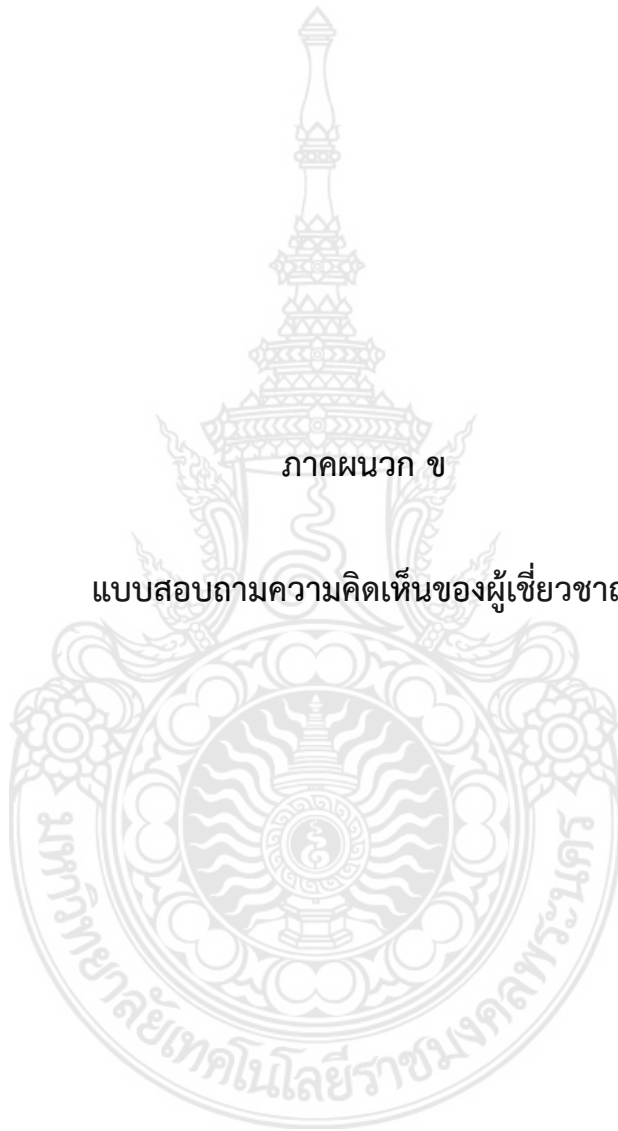 ภาคผนวก ข
แบบสอบถามความคิดเห็นของผู้เชี่ยวชาญ
มหาวิทยาลัยเทคโนโลยีราชมงคลพระนคร